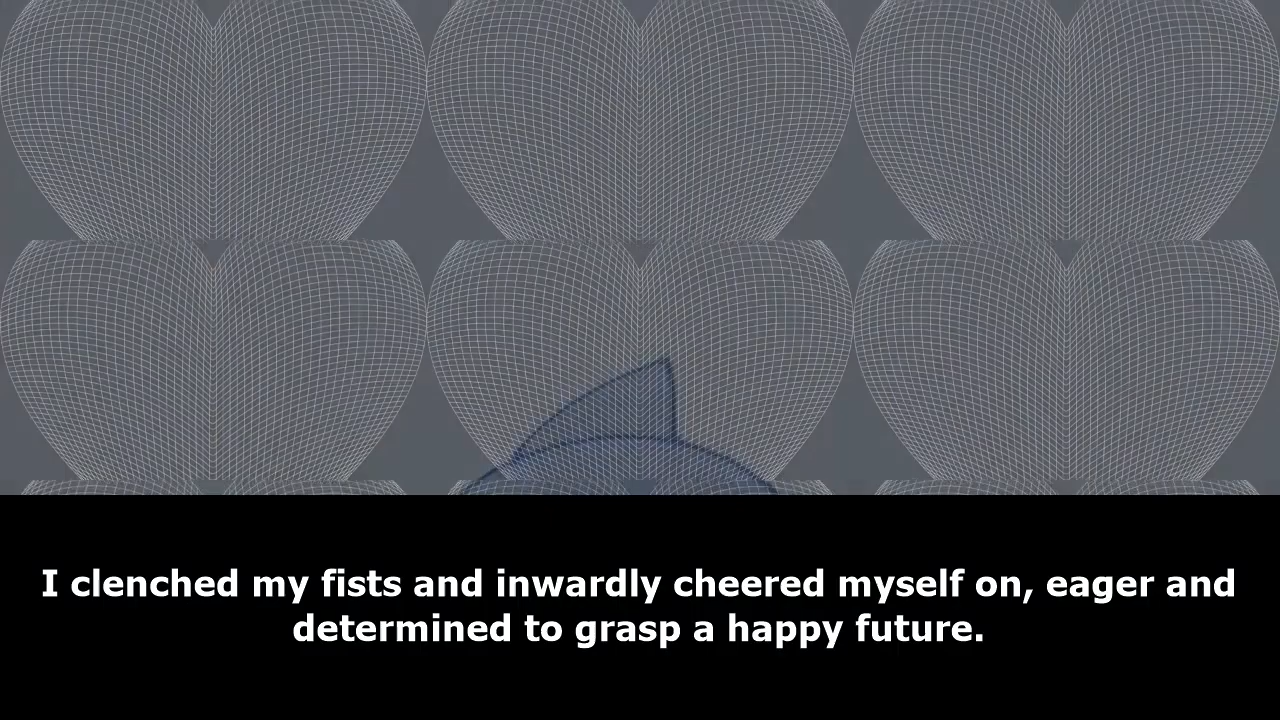 I clenched my fists and inwardly cheered myself on, eager and
determined to grasp a happy future.